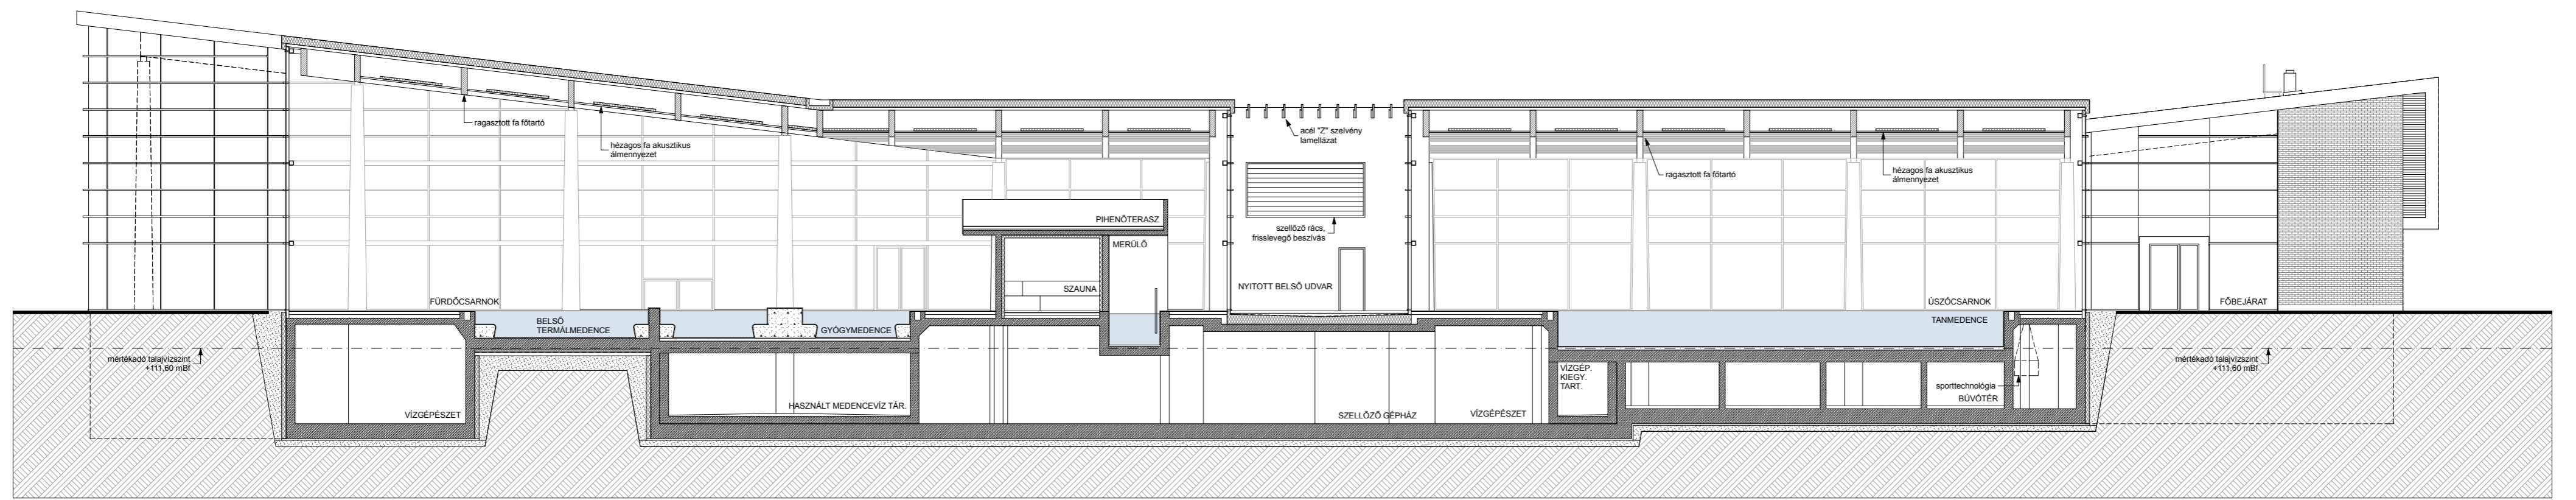 ragasztott fa főtartó
hézagos fa akusztikus
álmennyezet
acél "Z" szelvény
lamellázat
ragasztott fa főtartó
hézagos fa akusztikus
álmennyezet
PIHENŐTERASZ
szellőző rács,
frisslevegő beszívás
MERÜLŐ
SZAUNA
NYITOTT BELSŐ UDVAR
FÜRDŐCSARNOK
ÚSZÓCSARNOK
FŐBEJÁRAT
BELSŐ
TERMÁLMEDENCE
GYÓGYMEDENCE
TANMEDENCE
mértékadó talajvízszint
+111,60 mBf
mértékadó talajvízszint
+111,60 mBf
VÍZGÉP.
KIEGY.
TART.
sporttechnológia
BÚVÓTÉR
HASZNÁLT MEDENCEVÍZ TÁR.
VÍZGÉPÉSZET
SZELLŐZŐ GÉPHÁZ
VÍZGÉPÉSZET